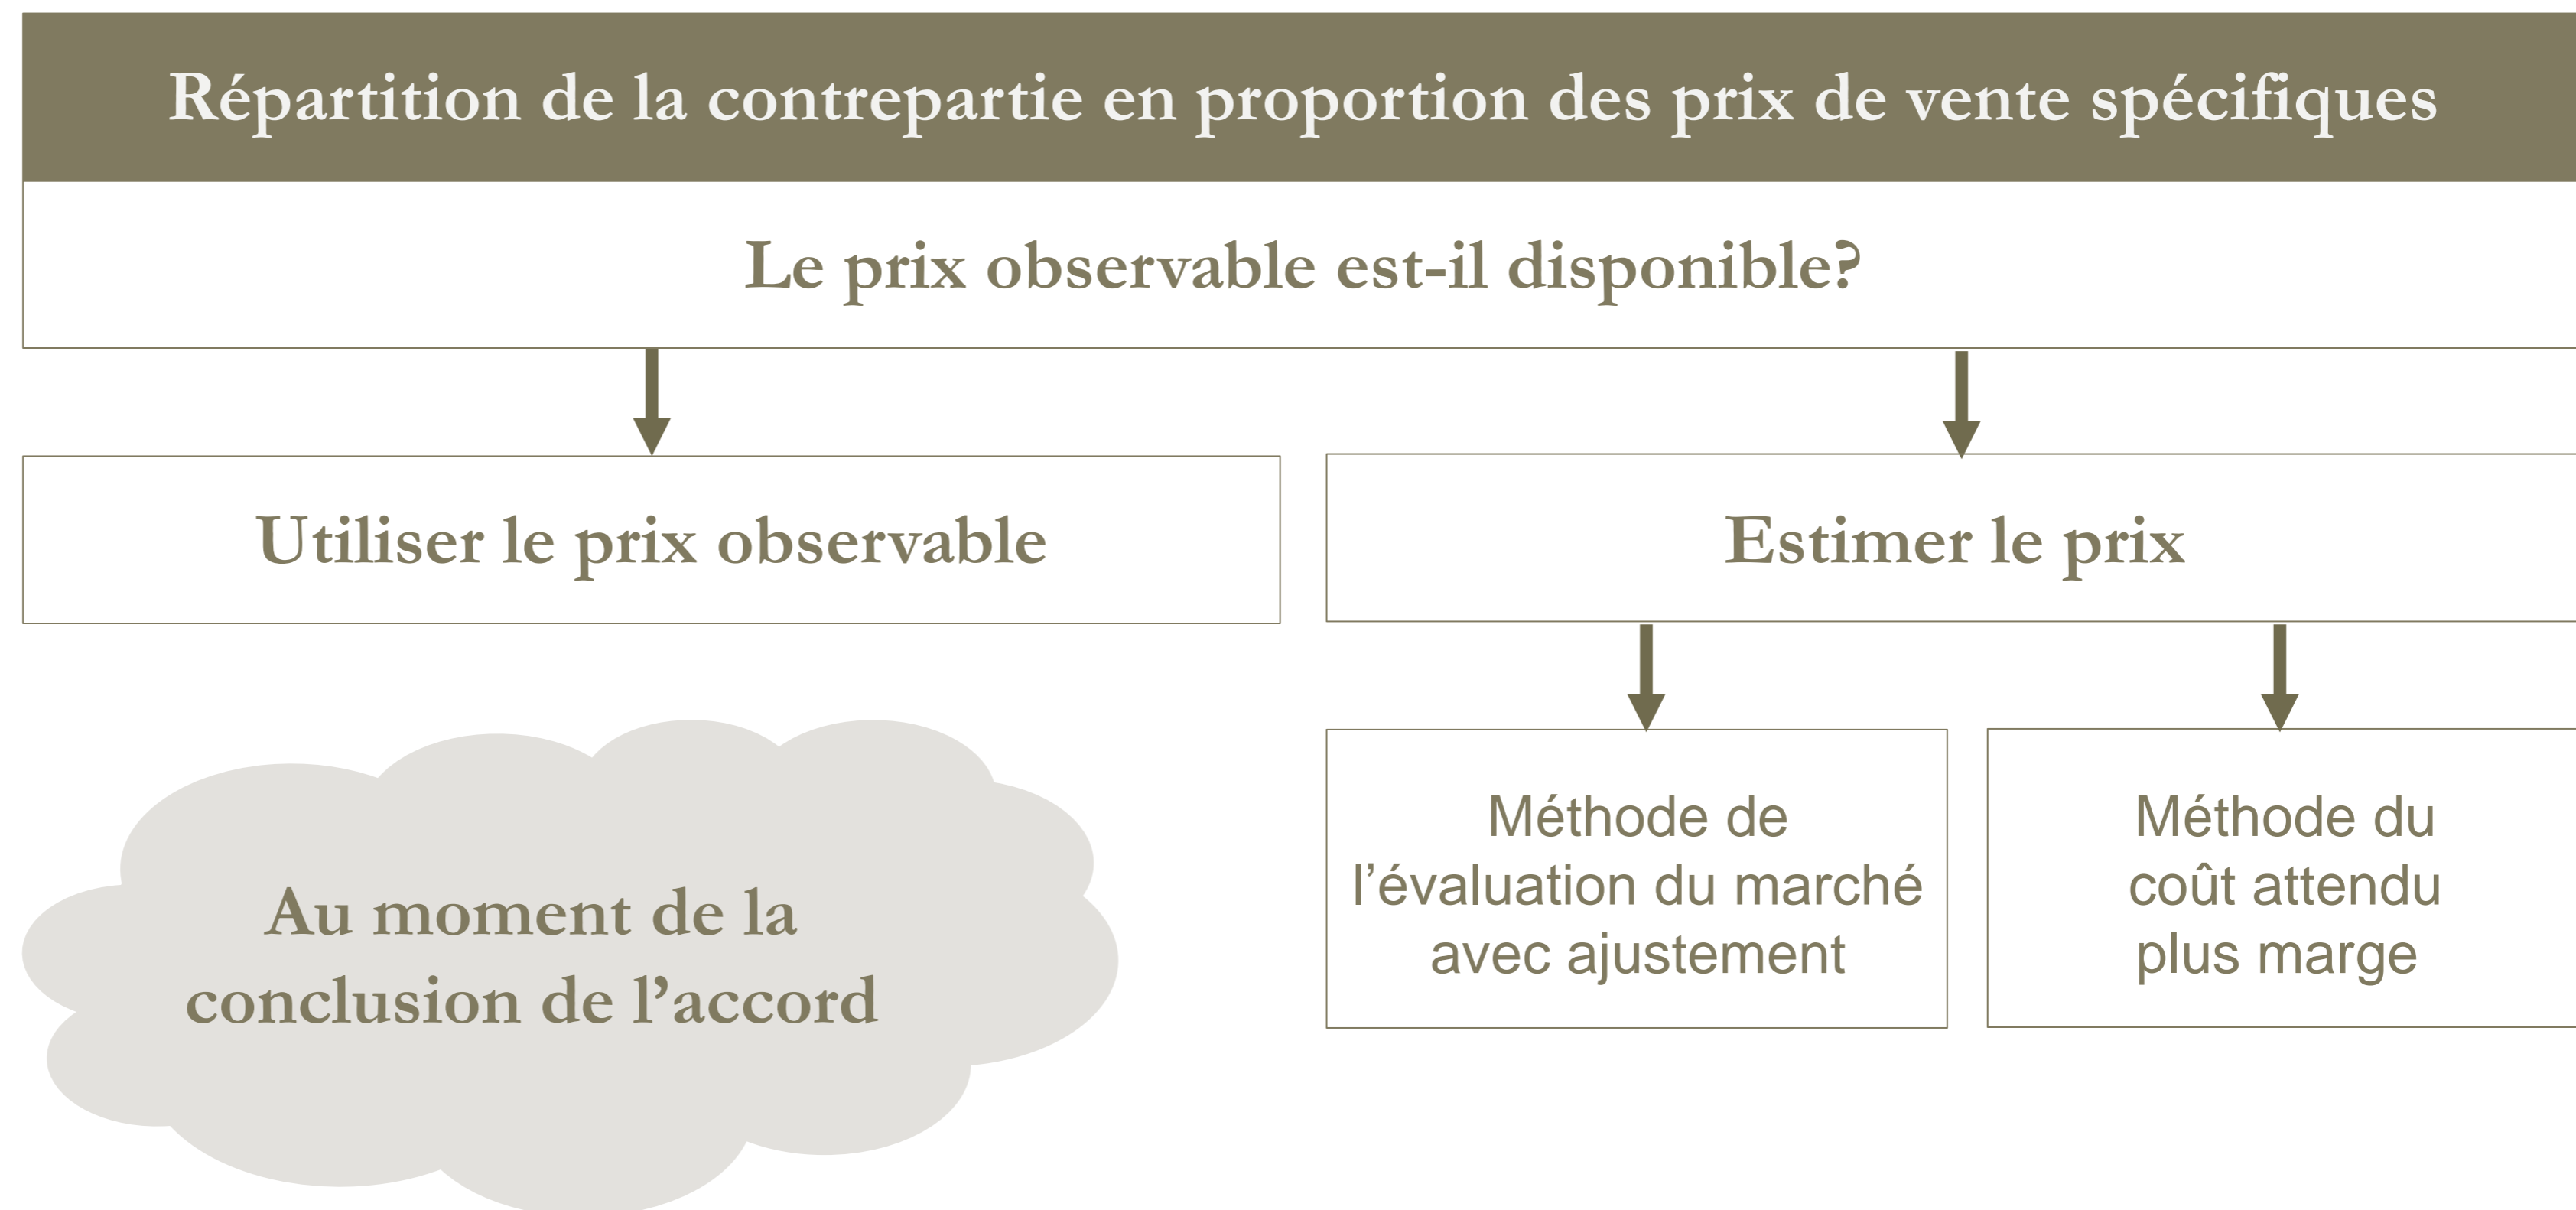 Répartition de la contrepartie en proportion des prix de vente spécifiques
Le prix observable est-il disponible?
Utiliser le prix observable
Estimer le prix
Au moment de la
conclusion de l’accord
Méthode de
l’évaluation du marché
avec ajustement
Méthode du
coût attendu
plus marge